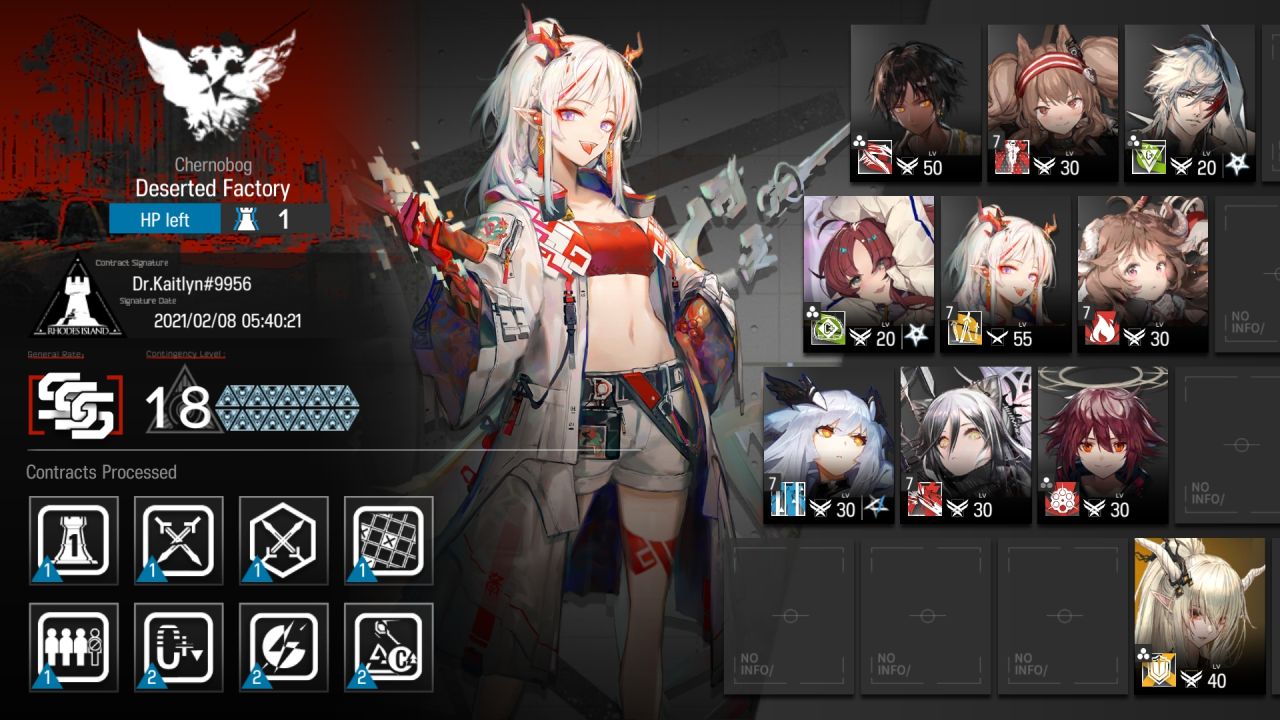 Chernobog
Deserted Factory
HP left 1
Contract Signature
Dr.Kaitlyn#9956
Signature Date
2021/02/08 05:40:21
RHODES ISLAND
General Rate:
Contingency Level:
SSS
18
Contracts Processed
1
1
1
1
1
1
2
2
2
LV
50
7
LV
30
LV
20
LV
20
7
LV
55
7
LV
30
NO
INFO/
7
LV
30
7
LV
30
LV
30
NO
INFO/
NO
INFO/
NO
INFO/
NO
INFO/
LV
40